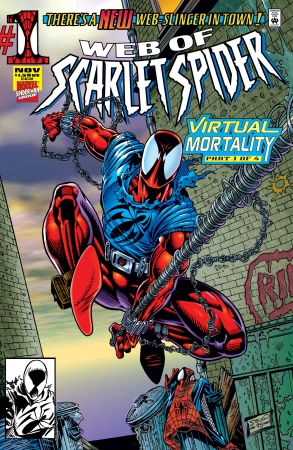 THERE'S A NEW WEB-SLINGER IN TOWN!
#1
WEB OF
SCARLET SPIDER
NOV
VIRTUAL
MORTALITY
PART 1 OF 4